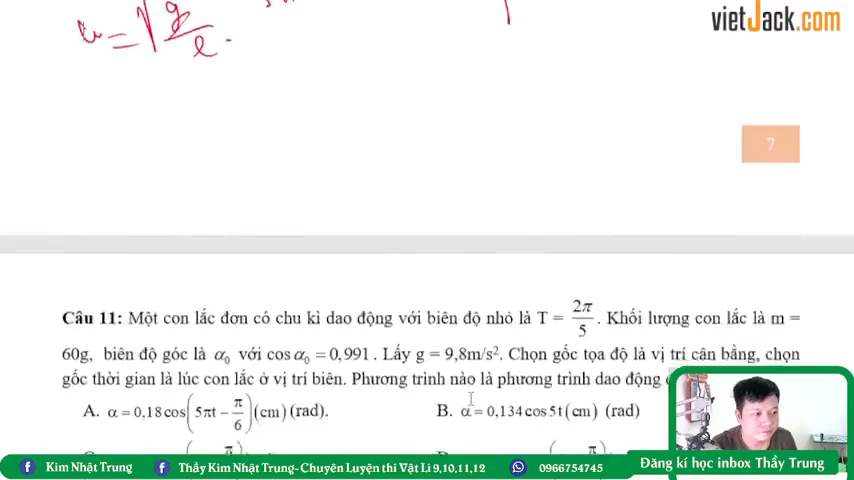 vietJack.com
ω = √ g
ℓ
7
Câu 11: Một con lắc đơn có chu kì dao động với biên độ nhỏ là T = 2π/5 . Khối lượng con lắc là m =
60g, biên độ góc là α₀ với cos α₀ = 0,991 . Lấy g = 9,8m/s². Chọn gốc tọa độ là vị trí cân bằng, chọn
gốc thời gian là lúc con lắc ở vị trí biên. Phương trình nào là phương trình dao động
A. α = 0,18cos(5πt − π/6)(cm)(rad). B. α = 0,134cos5t(cm) (rad)
Kim Nhật Trung Thầy Kim Nhật Trung- Chuyên Luyện thi Vật Lí 9,10,11,12 0966754745 Đăng kí học inbox Thầy Trung